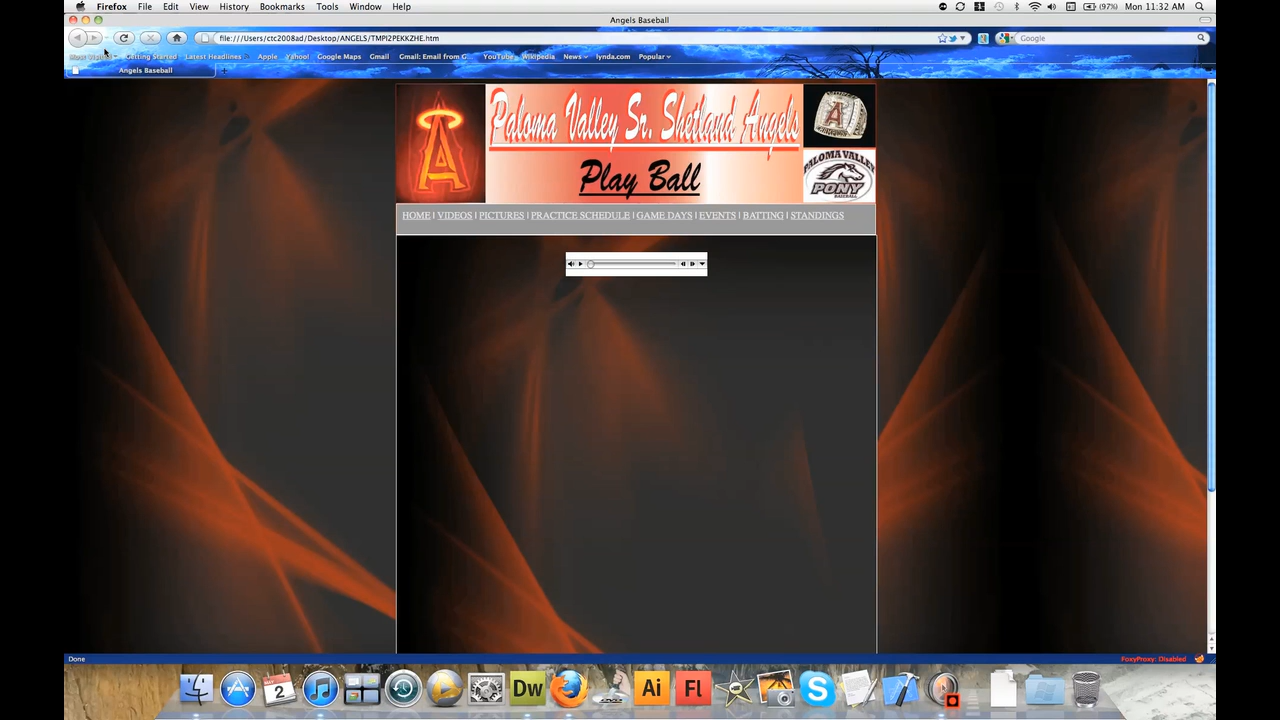 Firefox File Edit View History Bookmarks Tools Window Help (97%) Mon 11:32 AM
Angels Baseball
file:///Users/ctc2008ad/Desktop/ANGELS/TMPI2PEKKZHE.htm Google
Getting Started Latest Headlines Apple Yahoo! Google Maps Gmail Gmail: Email from G... YouTube Wikipedia News lynda.com Popular
Angels Baseball
A
Paloma Valley Sr. Shetland Angels
Play Ball
A
PALOMA VALLEY
PONY
BASEBALL
HOME | VIDEOS | PICTURES | PRACTICE SCHEDULE | GAME DAYS | EVENTS | BATTING | STANDINGS
Done FoxyProxy: Disabled
2 Dw Ai Fl S